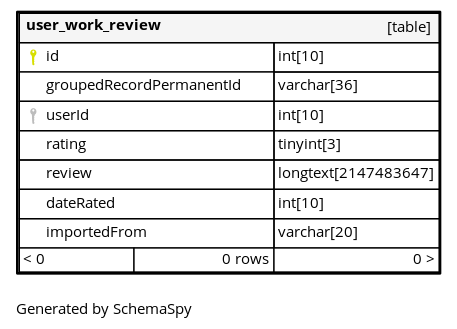 user_work_review [table]
id int[10]
groupedRecordPermanentId varchar[36]
userId int[10]
rating tinyint[3]
review longtext[2147483647]
dateRated int[10]
importedFrom varchar[20]
< 0 0 rows 0 >
Generated by SchemaSpy